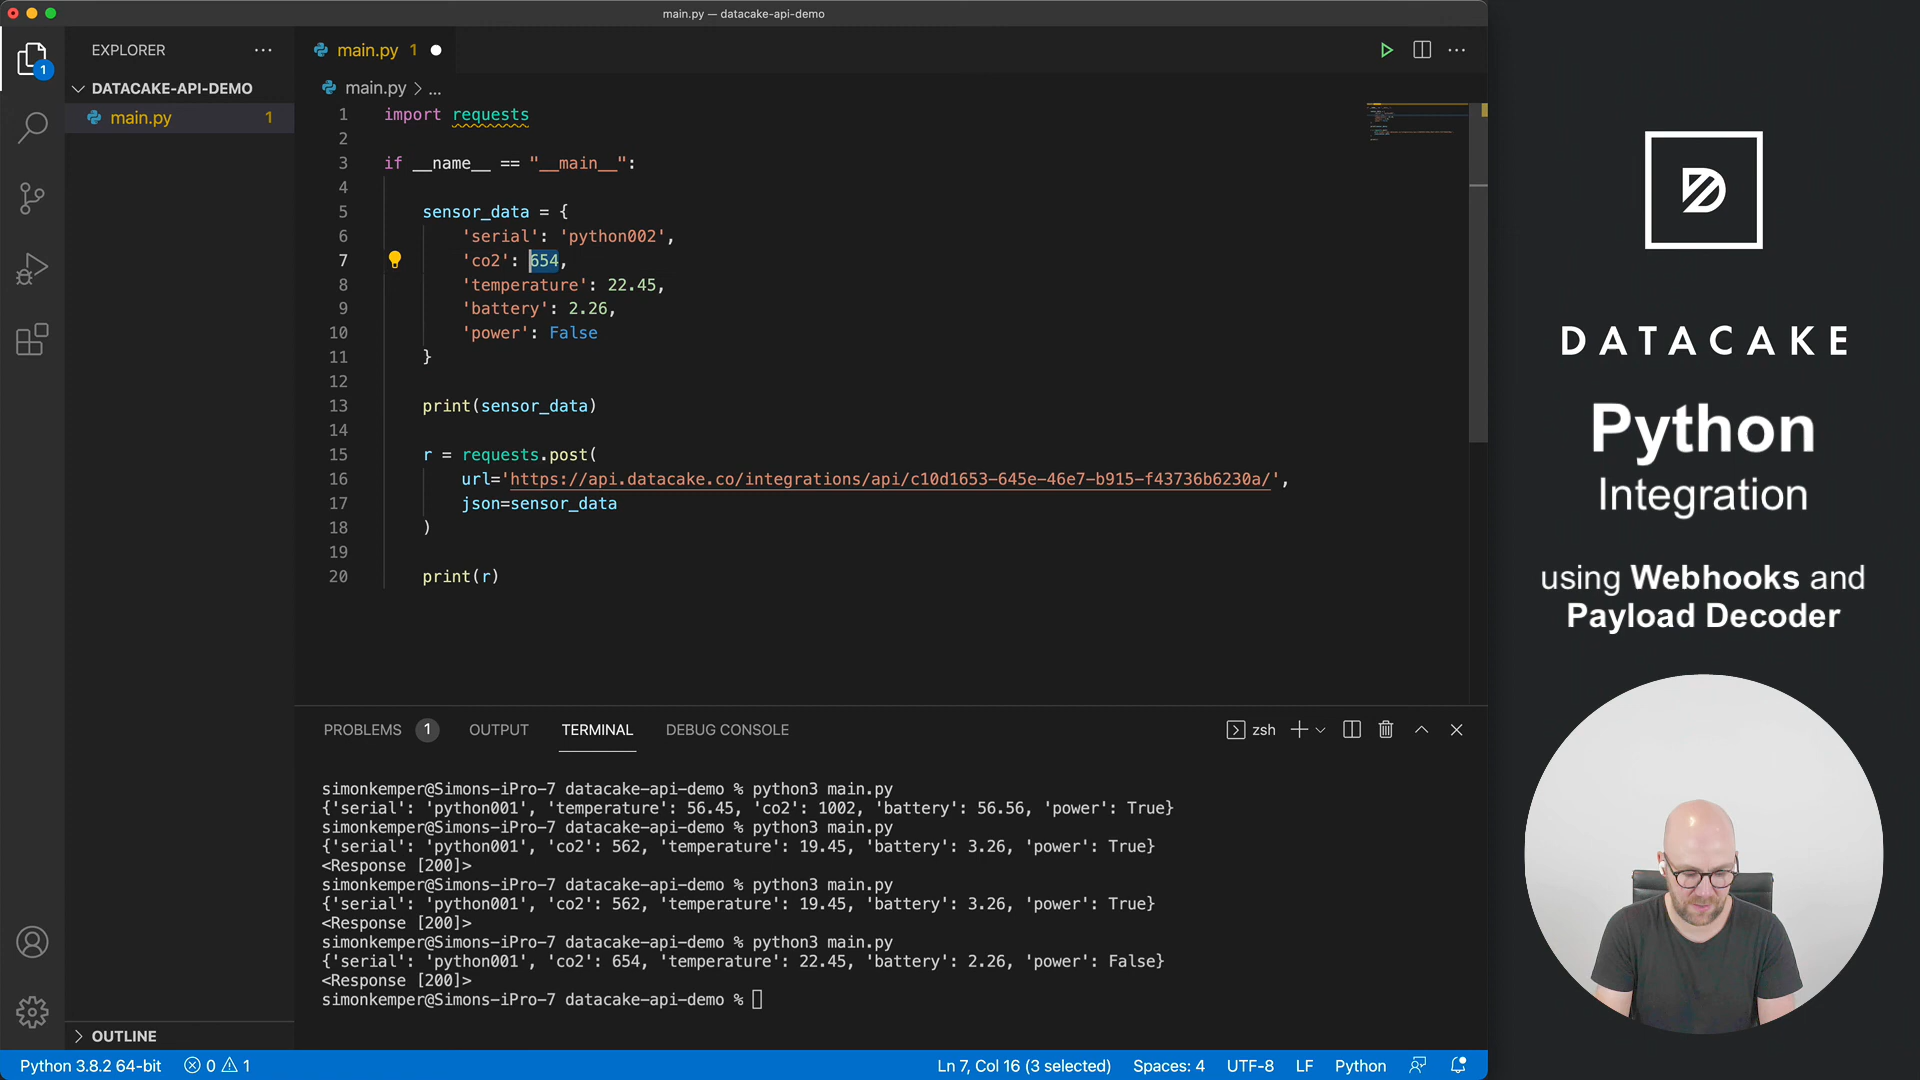 main.py — datacake-api-demo
EXPLORER
main.py 1
1
DATACAKE-API-DEMO
main.py > ...
main.py 1
1 import requests
2
3 if __name__ == "__main__":
4
5 sensor_data = {
6 'serial': 'python002',
7 'co2': 654,
8 'temperature': 22.45,
9 'battery': 2.26,
10 'power': False
11 }
12
13 print(sensor_data)
14
15 r = requests.post(
16 url='https://api.datacake.co/integrations/api/c10d1653-645e-46e7-b915-f43736b6230a/',
17 json=sensor_data
18 )
19
20 print(r)
DATACAKE
Python
Integration
using Webhooks and
Payload Decoder
PROBLEMS 1 OUTPUT TERMINAL DEBUG CONSOLE zsh
simonkemper@Simons-iPro-7 datacake-api-demo % python3 main.py
{'serial': 'python001', 'temperature': 56.45, 'co2': 1002, 'battery': 56.56, 'power': True}
simonkemper@Simons-iPro-7 datacake-api-demo % python3 main.py
{'serial': 'python001', 'co2': 562, 'temperature': 19.45, 'battery': 3.26, 'power': True}
<Response [200]>
simonkemper@Simons-iPro-7 datacake-api-demo % python3 main.py
{'serial': 'python001', 'co2': 562, 'temperature': 19.45, 'battery': 3.26, 'power': True}
<Response [200]>
simonkemper@Simons-iPro-7 datacake-api-demo % python3 main.py
{'serial': 'python001', 'co2': 654, 'temperature': 22.45, 'battery': 2.26, 'power': False}
<Response [200]>
simonkemper@Simons-iPro-7 datacake-api-demo %
OUTLINE
Python 3.8.2 64-bit 0 1 Ln 7, Col 16 (3 selected) Spaces: 4 UTF-8 LF Python